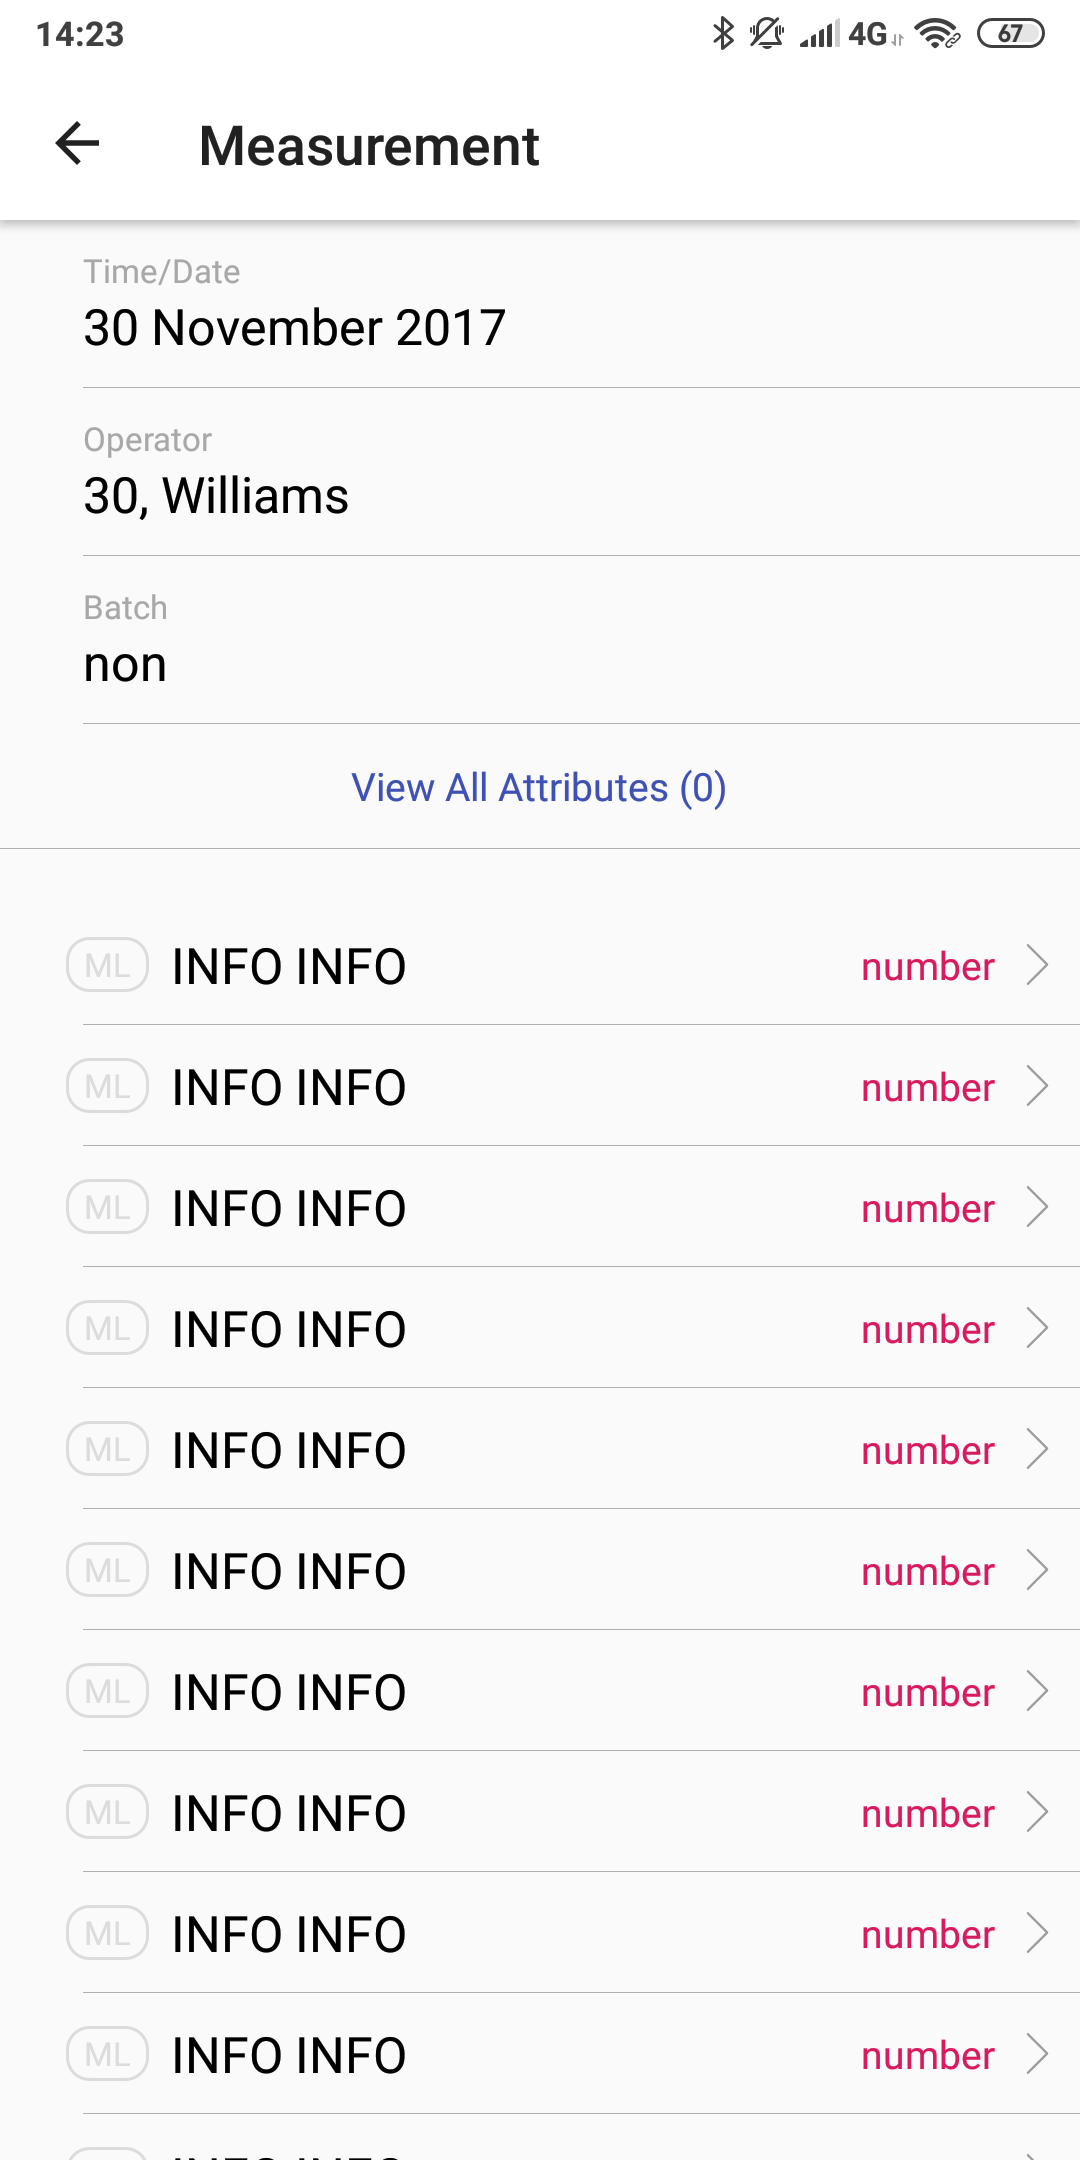 14:23
4G
67
Measurement
Time/Date
30 November 2017
Operator
30, Williams
Batch
non
View All Attributes (0)
ML INFO INFO number
ML INFO INFO number
ML INFO INFO number
ML INFO INFO number
ML INFO INFO number
ML INFO INFO number
ML INFO INFO number
ML INFO INFO number
ML INFO INFO number
ML INFO INFO number